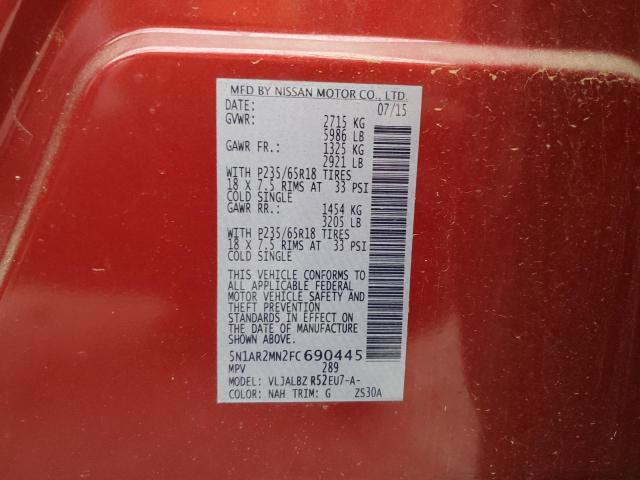 MFD BY NISSAN MOTOR CO., LTD.
DATE: 07/15
GVWR: 2715 KG
5986 LB
GAWR FR.: 1325 KG
2921 LB
WITH P235/65R18 TIRES
18 X 7.5 RIMS AT 33 PSI
COLD SINGLE
GAWR RR.: 1454 KG
3205 LB
WITH P235/65R18 TIRES
18 X 7.5 RIMS AT 33 PSI
COLD SINGLE
THIS VEHICLE CONFORMS TO
ALL APPLICABLE FEDERAL
MOTOR VEHICLE SAFETY AND
THEFT PREVENTION
STANDARDS IN EFFECT ON
THE DATE OF MANUFACTURE
SHOWN ABOVE.
5N1AR2MN2FC690445
MPV 289
MODEL: VLJALBZ R52EU7-A-
COLOR: NAH TRIM: G ZS30A